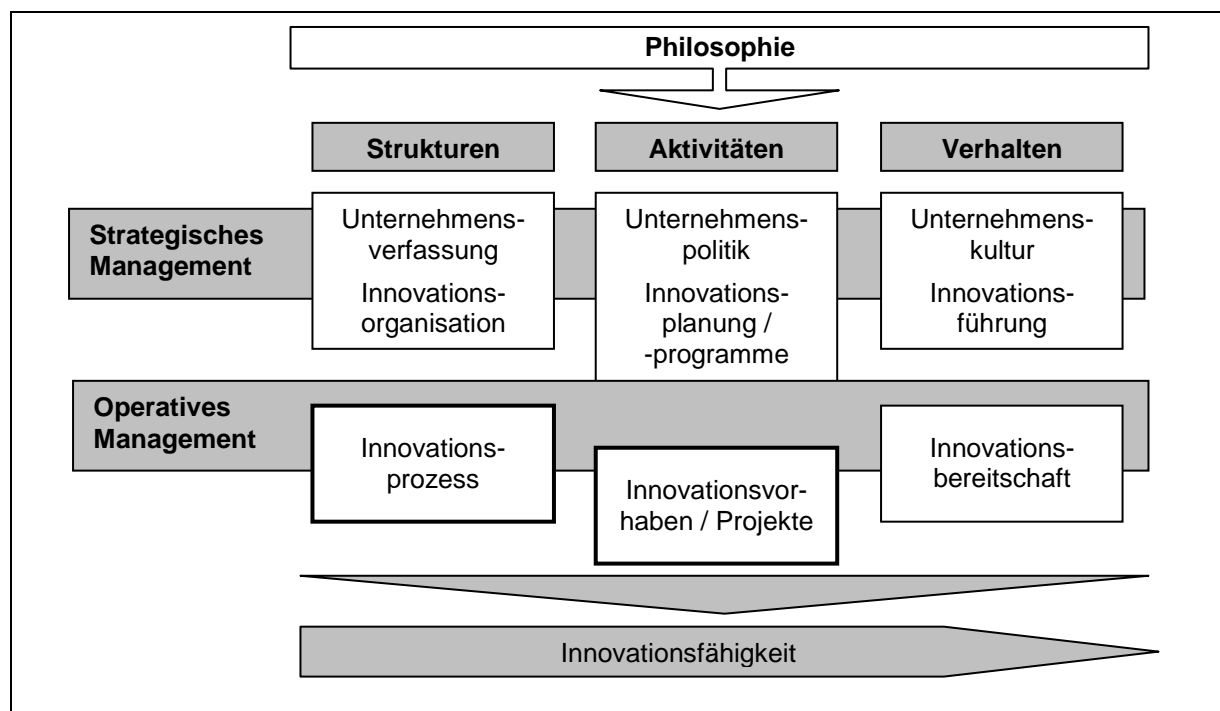 Philosophie
Strukturen
Aktivitäten
Verhalten
Strategisches
Management
Unternehmens-
verfassung
Innovations-
organisation
Unternehmens-
politik
Innovations-
planung /
-programme
Unternehmens-
kultur
Innovations-
führung
Operatives
Management
Innovations-
prozess
Innovationsvor-
haben / Projekte
Innovations-
bereitschaft
Innovationsfähigkeit